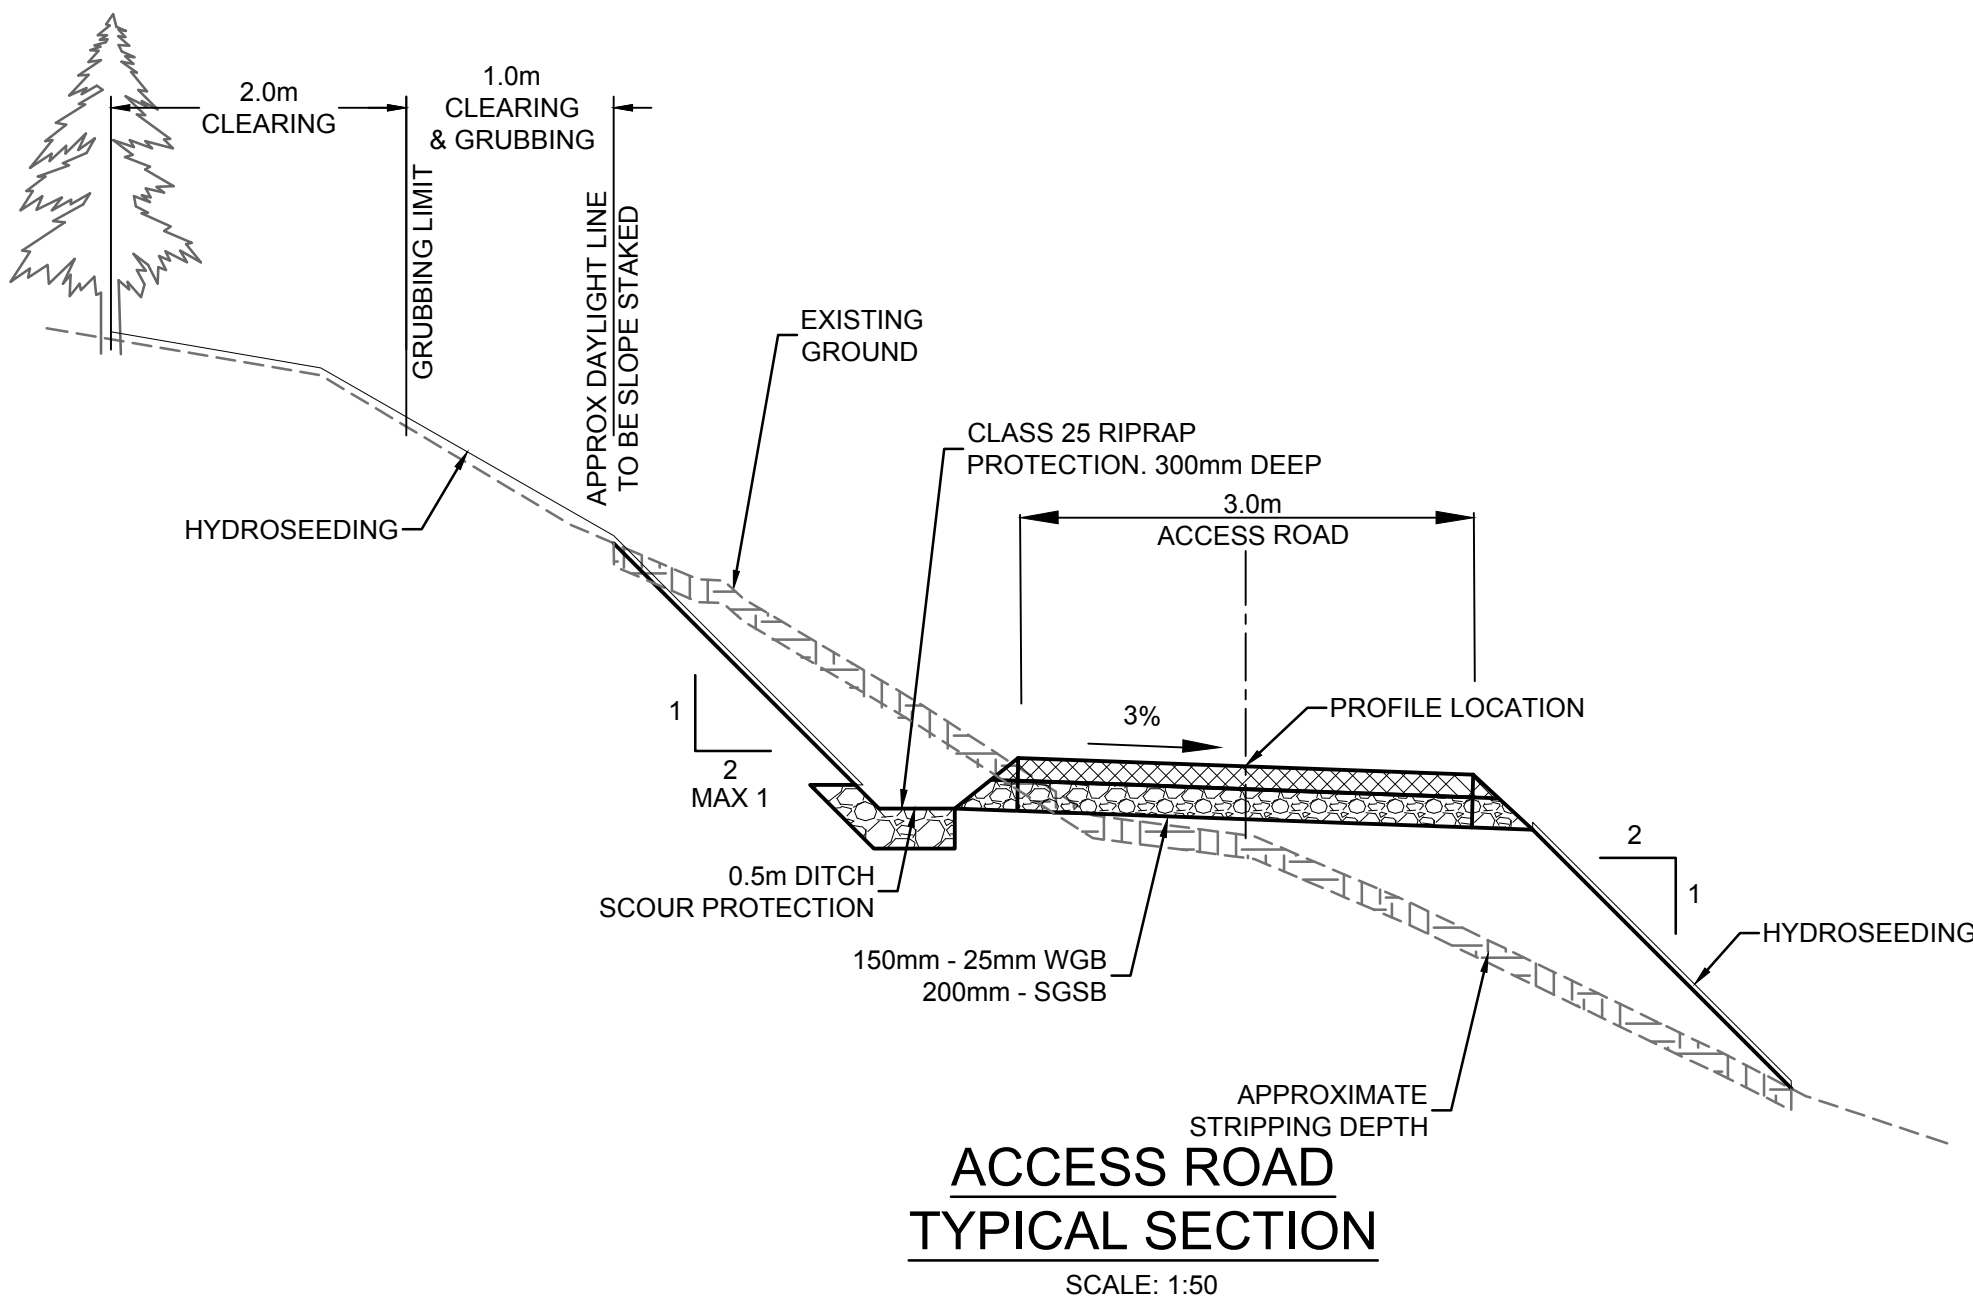 2.0m
CLEARING
1.0m
CLEARING
& GRUBBING
GRUBBING LIMIT
APPROX DAYLIGHT LINE
TO BE SLOPE STAKED
EXISTING
GROUND
CLASS 25 RIPRAP
PROTECTION. 300mm DEEP
HYDROSEEDING
3.0m
ACCESS ROAD
3%
PROFILE LOCATION
1
2
MAX 1
0.5m DITCH
SCOUR PROTECTION
2
1
HYDROSEEDING
150mm - 25mm WGB
200mm - SGSB
APPROXIMATE
STRIPPING DEPTH
ACCESS ROAD
TYPICAL SECTION
SCALE: 1:50